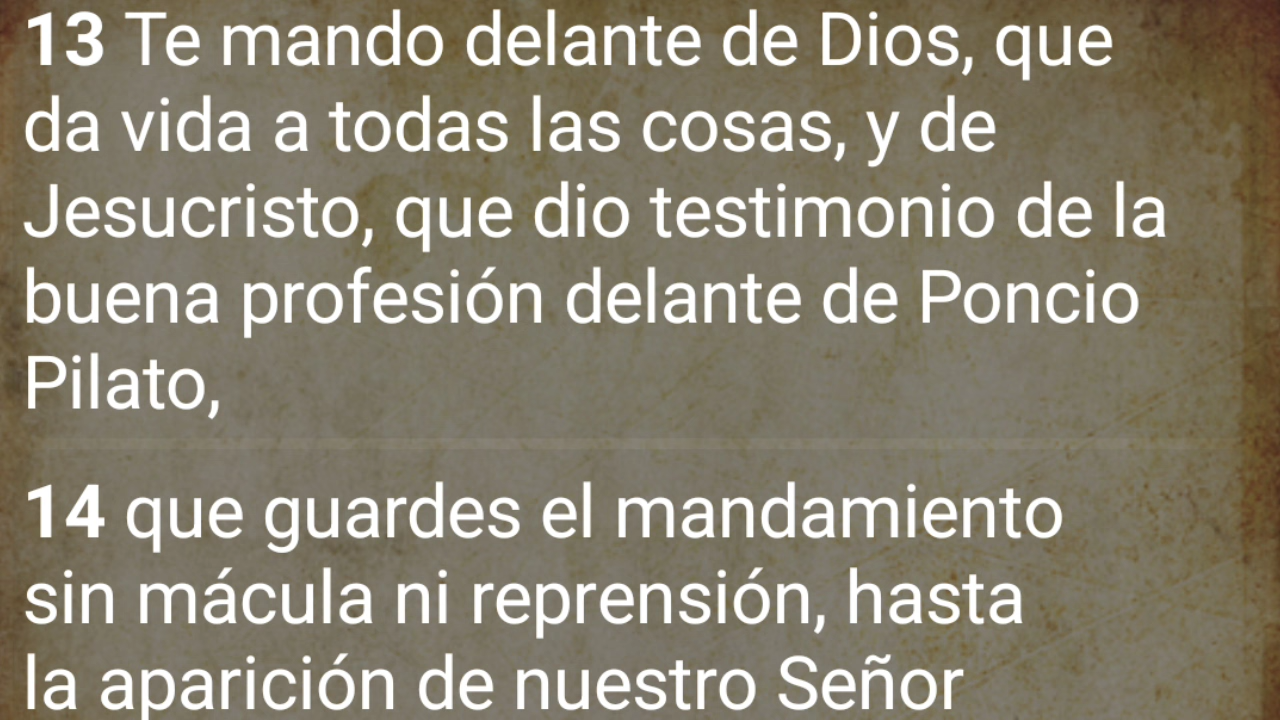 13 Te mando delante de Dios, que
da vida a todas las cosas, y de
Jesucristo, que dio testimonio de la
buena profesión delante de Poncio
Pilato,
14 que guardes el mandamiento
sin mácula ni reprensión, hasta
la aparición de nuestro Señor